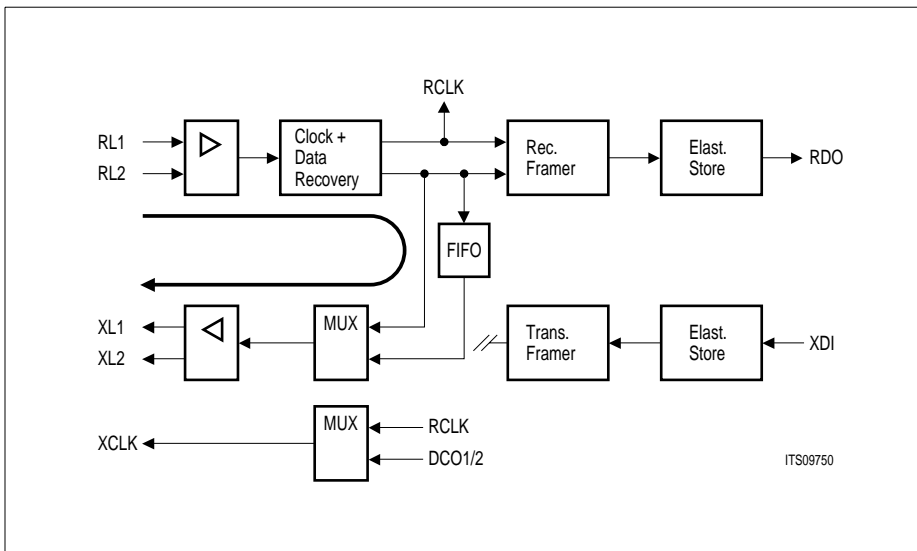 RCLK
RL1
RL2
Clock +
Data
Recovery
Rec.
Framer
Elast.
Store
RDO
FIFO
XL1
XL2
MUX
Trans.
Framer
Elast.
Store
XDI
XCLK
MUX
RCLK
DCO1/2
ITS09750